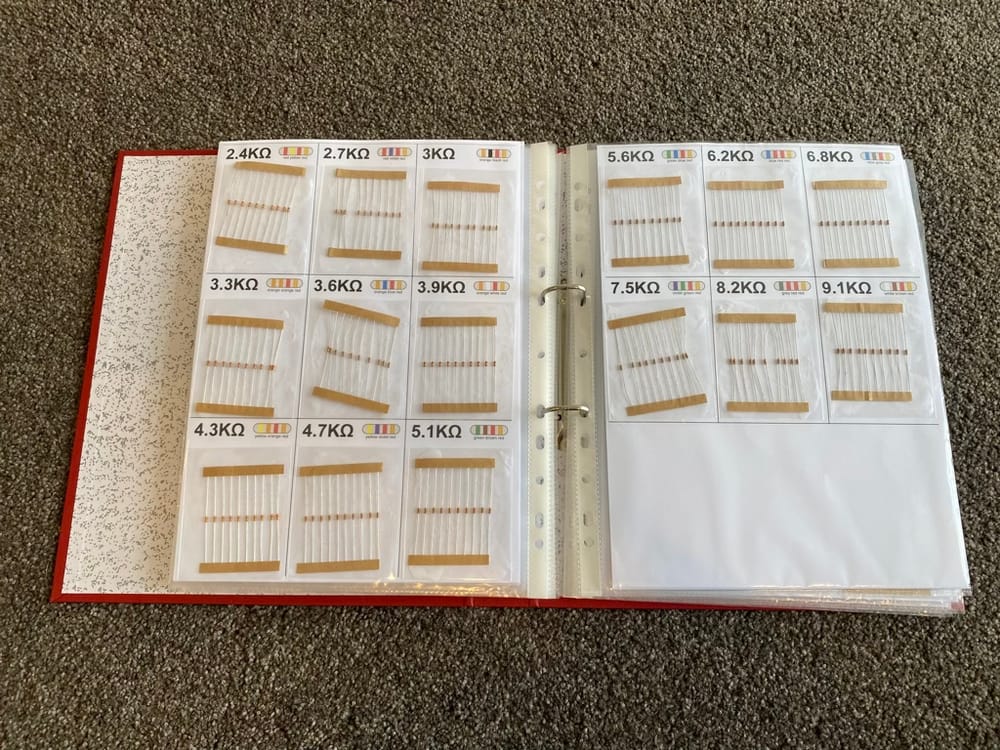 2.4KΩ
red yellow red
2.7KΩ
red violet red
3KΩ
orange black red
3.3KΩ
orange orange red
3.6KΩ
orange blue red
3.9KΩ
orange white red
4.3KΩ
yellow orange red
4.7KΩ
yellow violet red
5.1KΩ
green brown red
5.6KΩ
green blue red
6.2KΩ
blue red red
6.8KΩ
blue grey red
7.5KΩ
violet green red
8.2KΩ
grey red red
9.1KΩ
white brown red